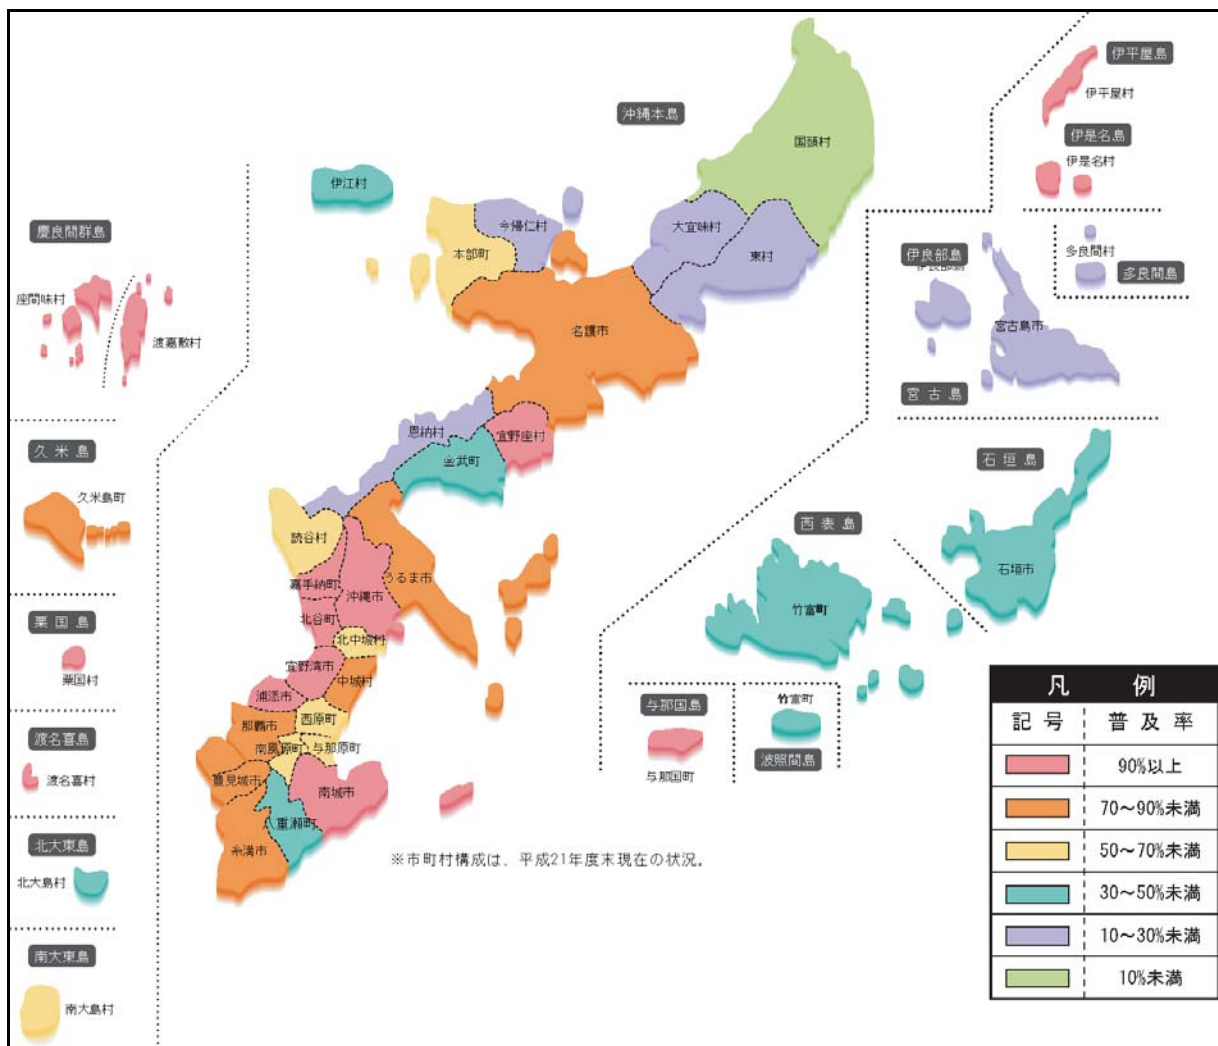 沖縄本島
国頭村
大宜味村
東村
伊江村
今帰仁村
本部町
名護市
恩納村
宜野座村
金武町
読谷村
うるま市
嘉手納町
沖縄市
北谷町
北中城村
宜野湾市
中城村
浦添市
西原町
那覇市
南風原町
与那原町
豊見城市
南城市
八重瀬町
糸満市
※市町村構成は、平成21年度末現在の状況。
慶良間群島
座間味村
渡嘉敷村
久米島
久米島町
粟国島
粟国村
渡名喜島
渡名喜村
北大東島
北大島村
南大東島
南大島村
伊平屋島
伊平屋村
伊是名島
伊是名村
多良間村
多良間島
伊良部島
伊良部島
宮古島市
宮古島
石垣島
石垣市
西表島
竹富町
与那国島
与那国町
竹富町
波照間島
凡例
記号 普及率
90%以上
70～90%未満
50～70%未満
30～50%未満
10～30%未満
10%未満